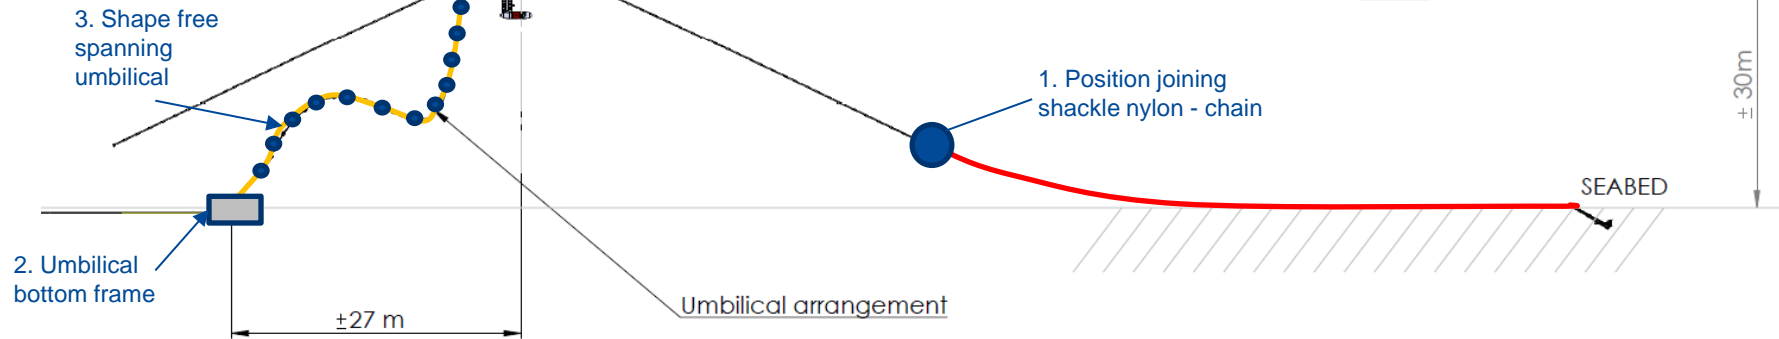 3. Shape free
spanning
umbilical
1. Position joining
shackle nylon - chain
± 30m
SEABED
2. Umbilical
bottom frame
±27 m
Umbilical arrangement